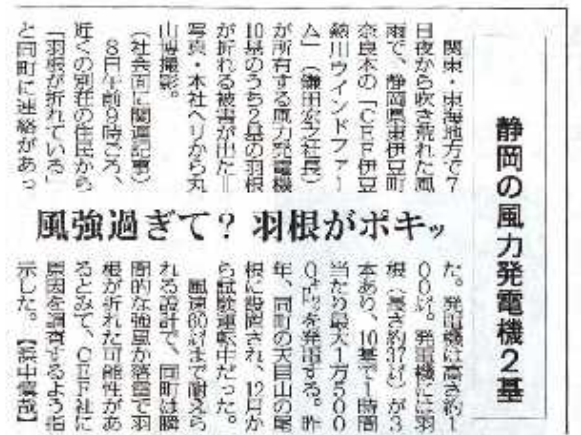 静岡の風力発電機2基
風強過ぎて? 羽根がポキッ
関東・東海地方で7
日夜から吹き荒れた風
雨で、静岡県東伊豆町
奈良本の「CEF伊豆
熱川ウインドファー
ム」(鎌田宏之社長)
が所有する風力発電機
10基のうち2基の羽根
が折れる被害が出た=
写真・本社ヘリから丸
山博撮影。
(社会面に関連記事)
8日午前9時ごろ、
近くの別荘の住民から
「羽根が折れている」
と同町に連絡があっ
た。発電機は高さ約1
00㍍。発電機には羽
根(長さ約37㍍)が3
本あり、10基で1時間
当たり最大1万500
0㌔㍗を発電する。昨
年、同町の天目山の尾
根に設置され、12月か
ら試験運転中だった。
風速60㍍まで耐えら
れる設計で、同町は瞬
間的な強風か落雷で羽
根が折れた可能性があ
るとみて、CEF社に
原因を調査するよう指
示した。【浜中慎哉】